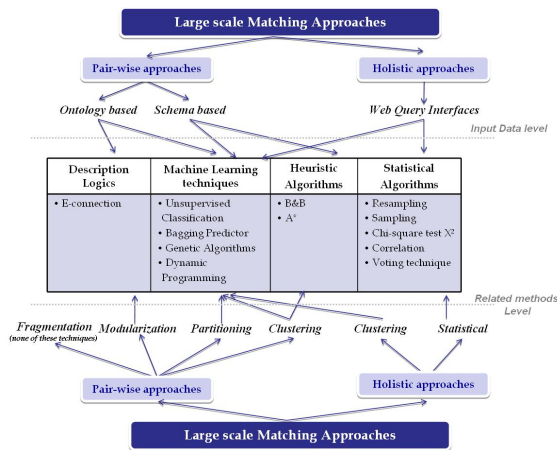 Large scale Matching Approaches
Pair-wise approaches
Holistic approaches
Ontology based
Schema based
Web Query Interfaces
Input Data level
Description Logics
Machine Learning techniques
Heuristic Algorithms
Statistical Algorithms
• E-connection
• Unsupervised Classification
• Bagging Predictor
• Genetic Algorithms
• Dynamic Programming
• B&B
• A*
• Resampling
• Sampling
• Chi-square test X²
• Correlation
• Voting technique
Related methods Level
Fragmentation
(none of these techniques)
Modularization
Partitioning
Clustering
Clustering
Statistical
Pair-wise approaches
Holistic approaches
Large scale Matching Approaches